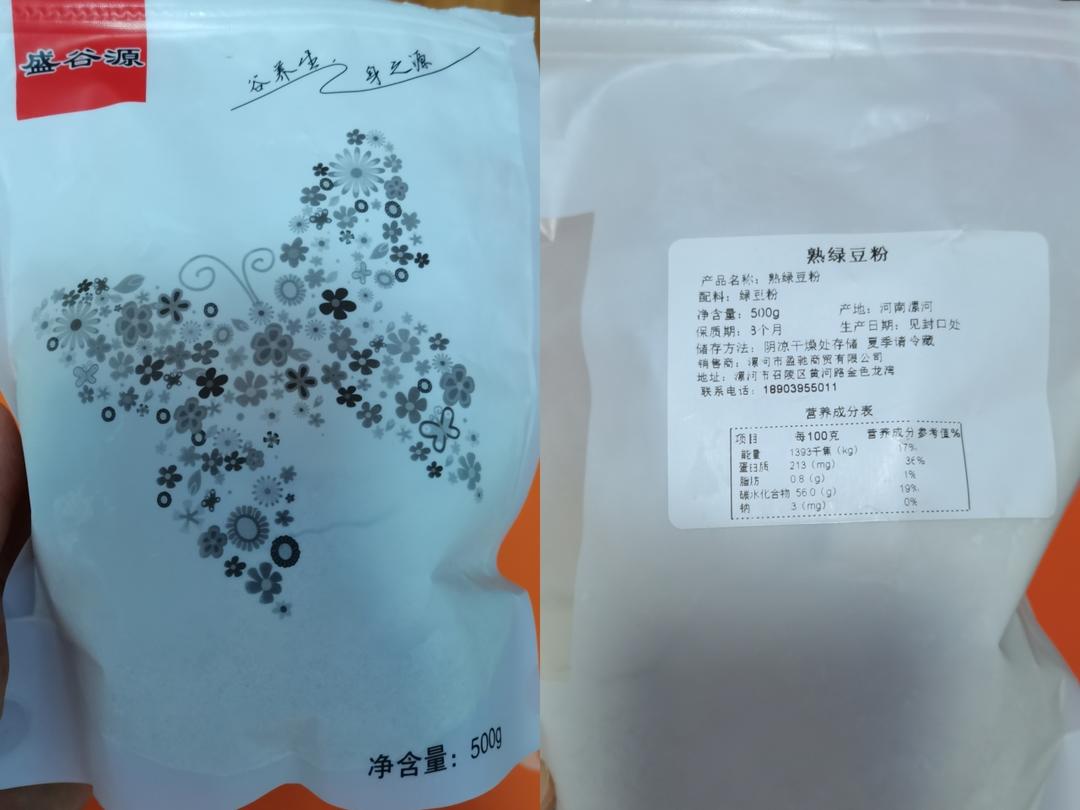 盛谷源
谷养生 身之源
净含量：500g
熟绿豆粉
产品名称：熟绿豆粉
配料：绿豆粉
净含量：500g 产地：河南漯河
保质期：8个月 生产日期：见封口处
储存方法：阴凉干燥处存储 夏季请冷藏
销售商：漯河市盈驰商贸有限公司
地址：漯河市召陵区黄河路金色龙湾
联系电话：18903955011
营养成分表
项目 每100克 营养成分参考值%
能量 1393千焦（kg） 17%
蛋白质 213（mg） 36%
脂肪 0.8（g） 1%
碳水化合物 56.0（g） 19%
钠 3（mg） 0%